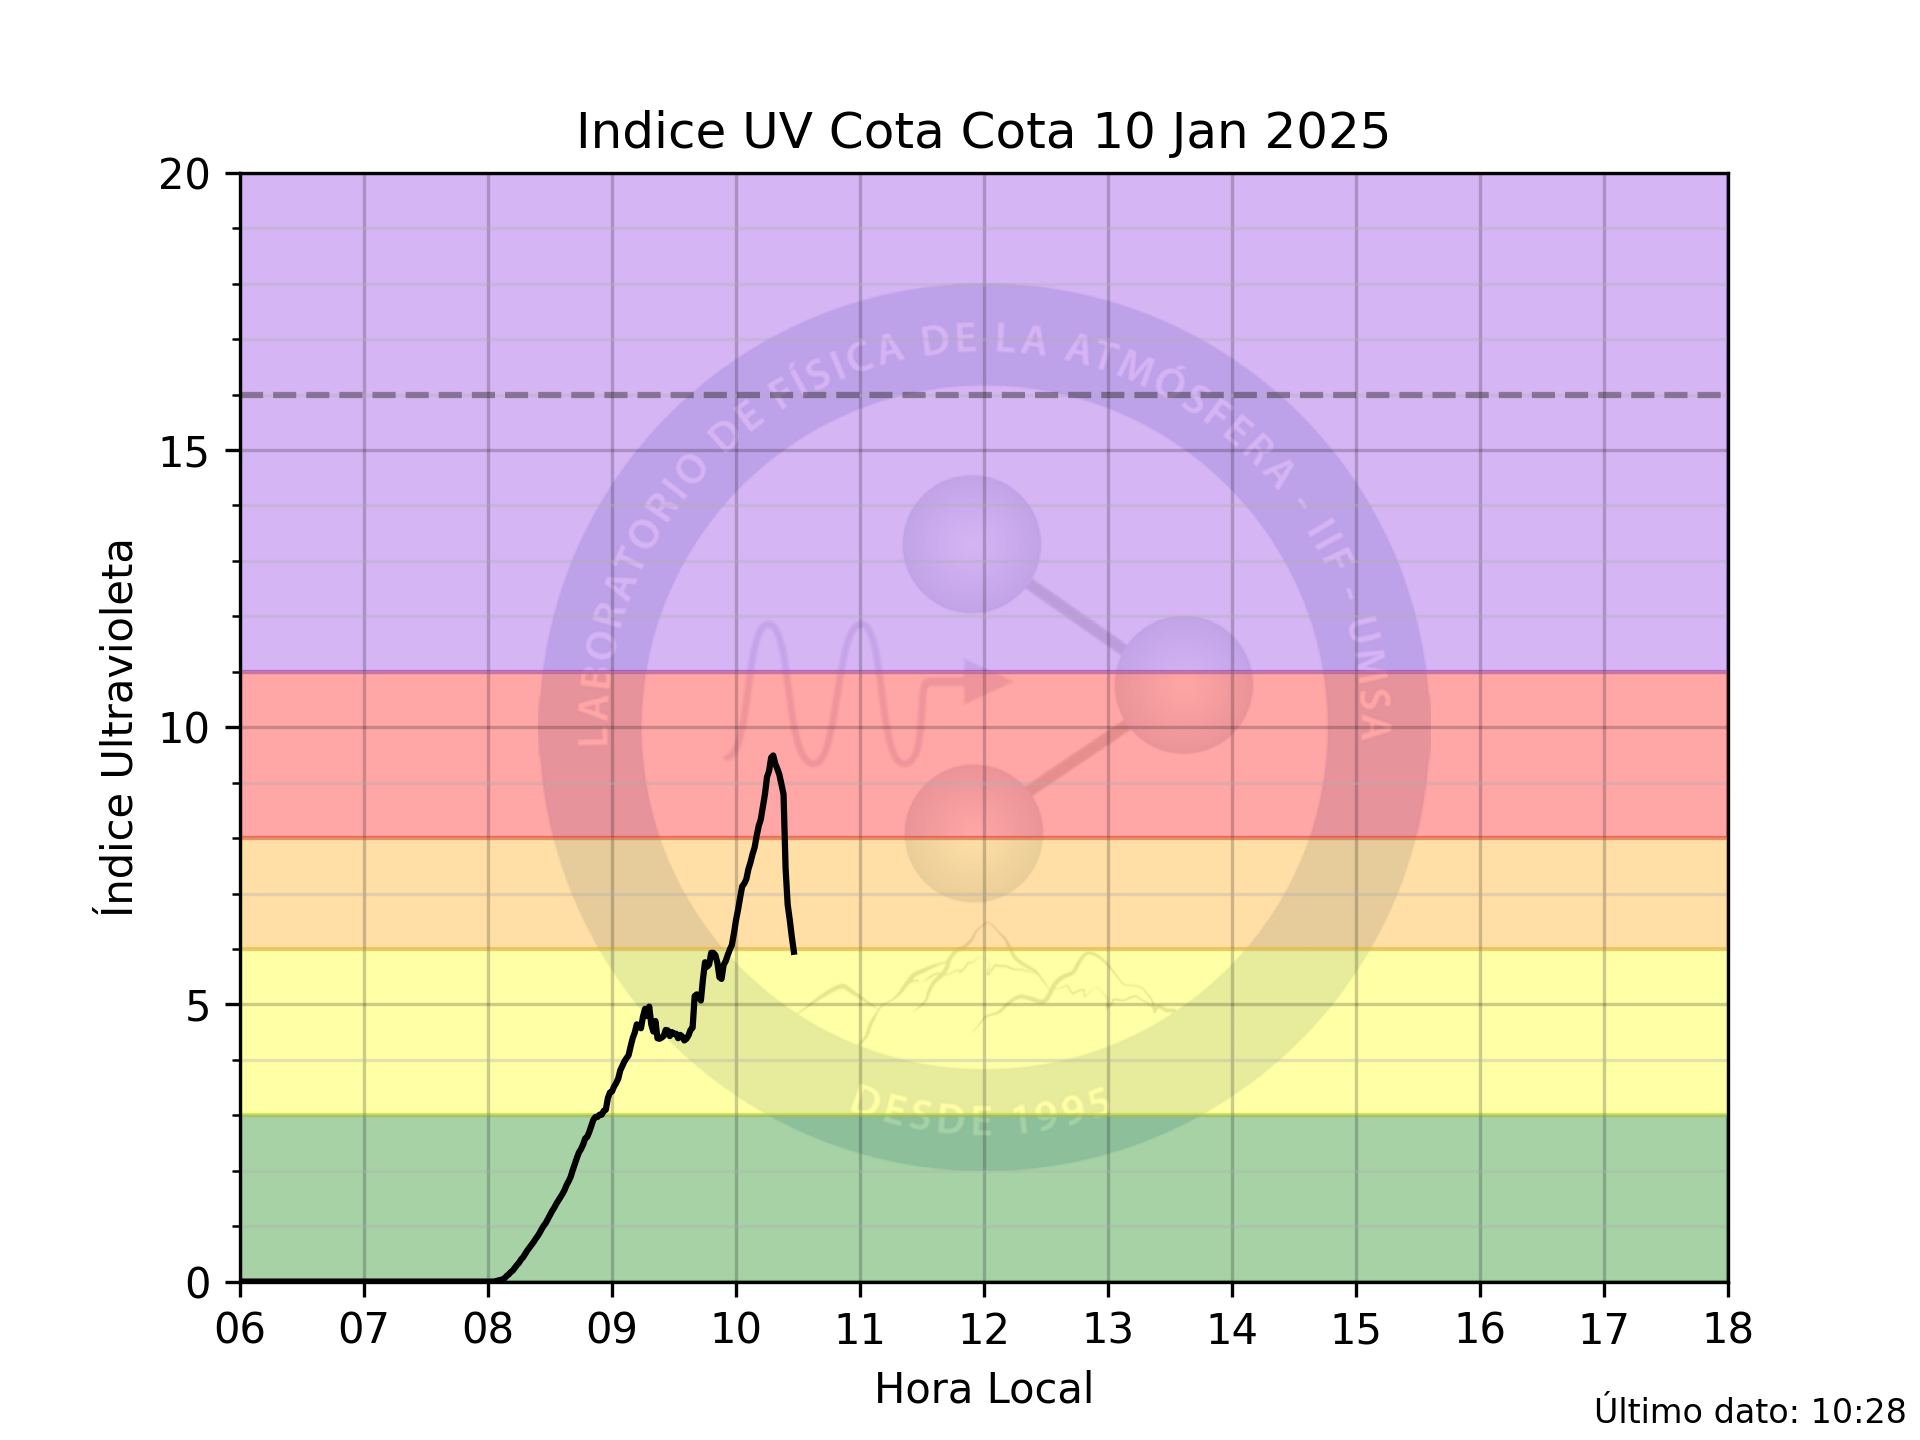 Indice UV Cota Cota 10 Jan 2025
20
15
10
5
0
Índice Ultravioleta
LABORATORIO DE FÍSICA DE LA ATMÓSFERA - IIF - UMSA
DESDE 1995
06 07 08 09 10 11 12 13 14 15 16 17 18
Hora Local
Último dato: 10:28